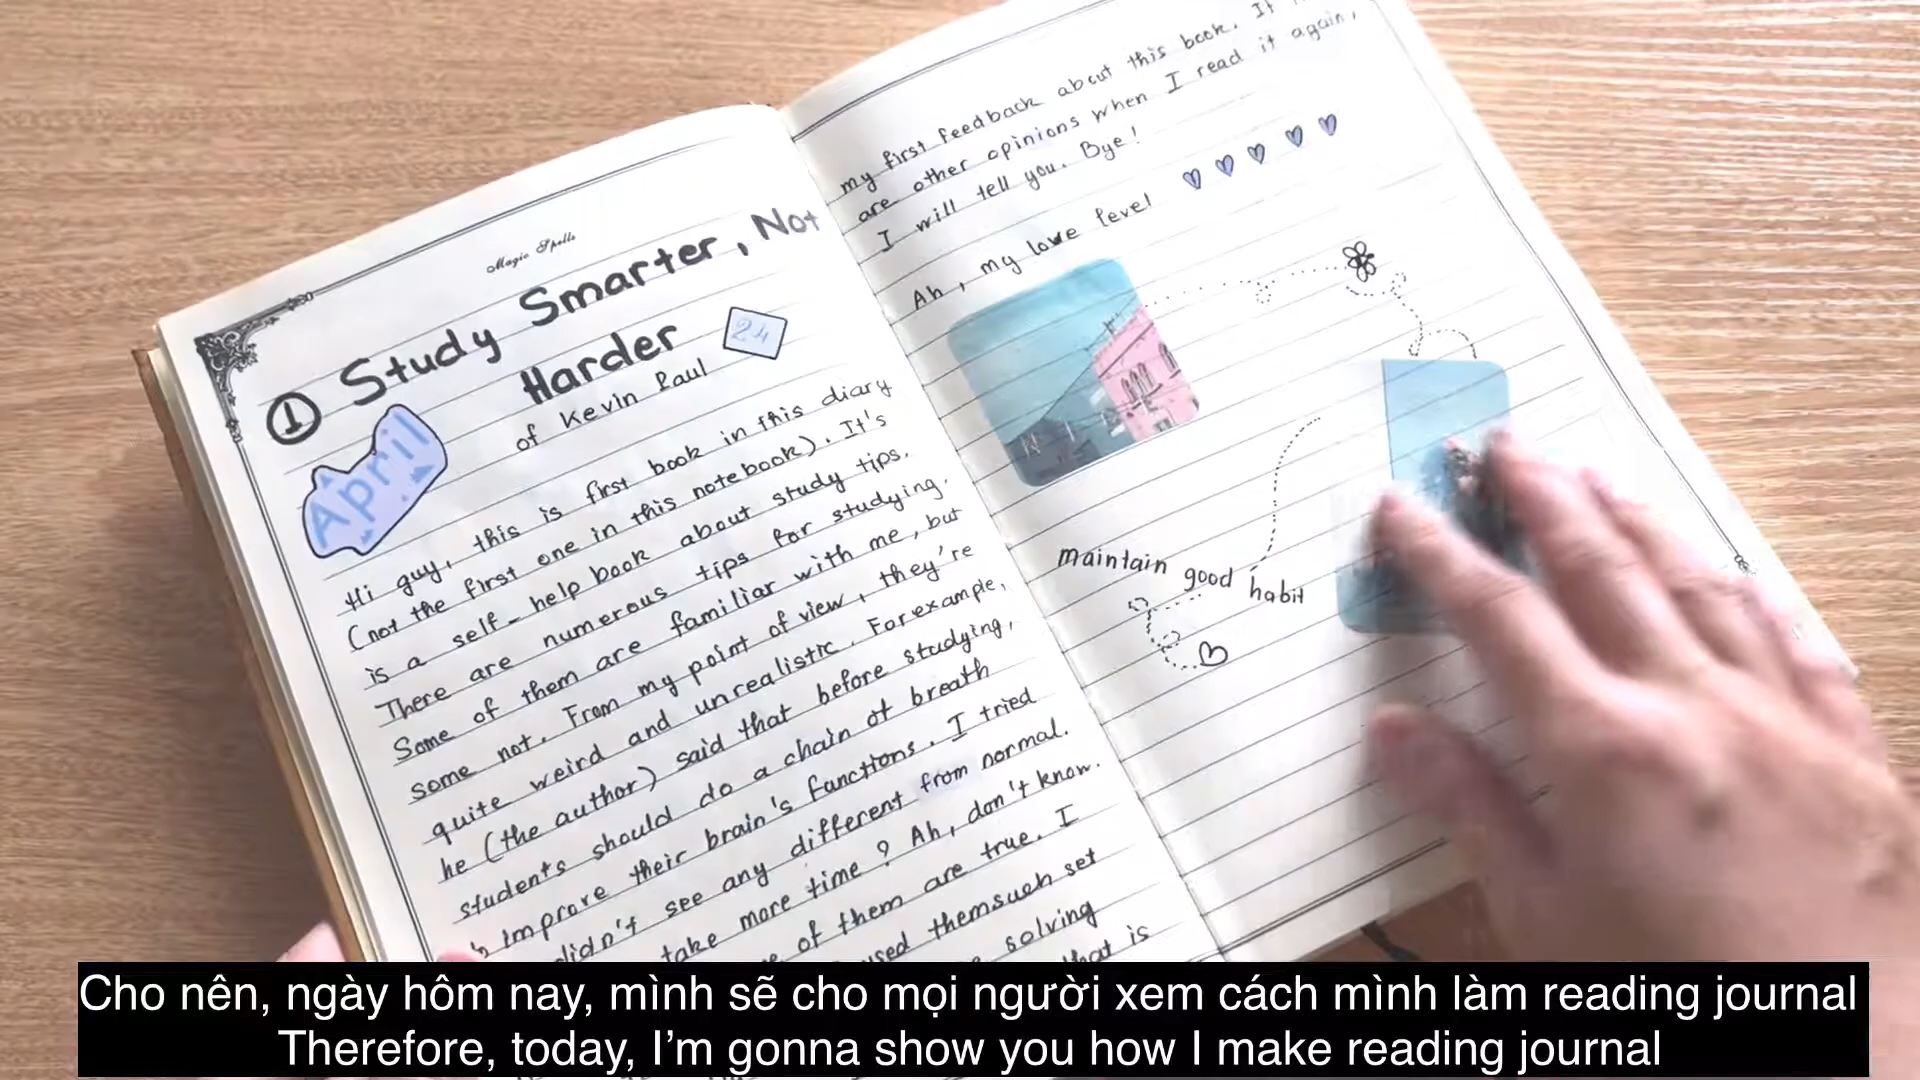 Magic Spells
① Study Smarter, Not
Harder
24
of Kevin Paul
April
Hi guy, this is first book in this diary
(not the first one in this notebook). It's
is a self-help book about study tips.
There are numerous tips for studying.
Some of them are familiar with me, but
some not. From my point of view, they're
quite weird and unrealistic. For example,
he (the author) said that before studying,
students should do a chain of breath
improve their brain's functions. I tried
didn't see any different from normal.
take more time? Ah, don't know.
of them are true. I
used themsuch set
solving
that is
my first feedback about this book. It
are other opinions when I read it again,
I will tell you. Bye!
Ah, my love level
maintain good habit
Cho nên, ngày hôm nay, mình sẽ cho mọi người xem cách mình làm reading journal
Therefore, today, I'm gonna show you how I make reading journal